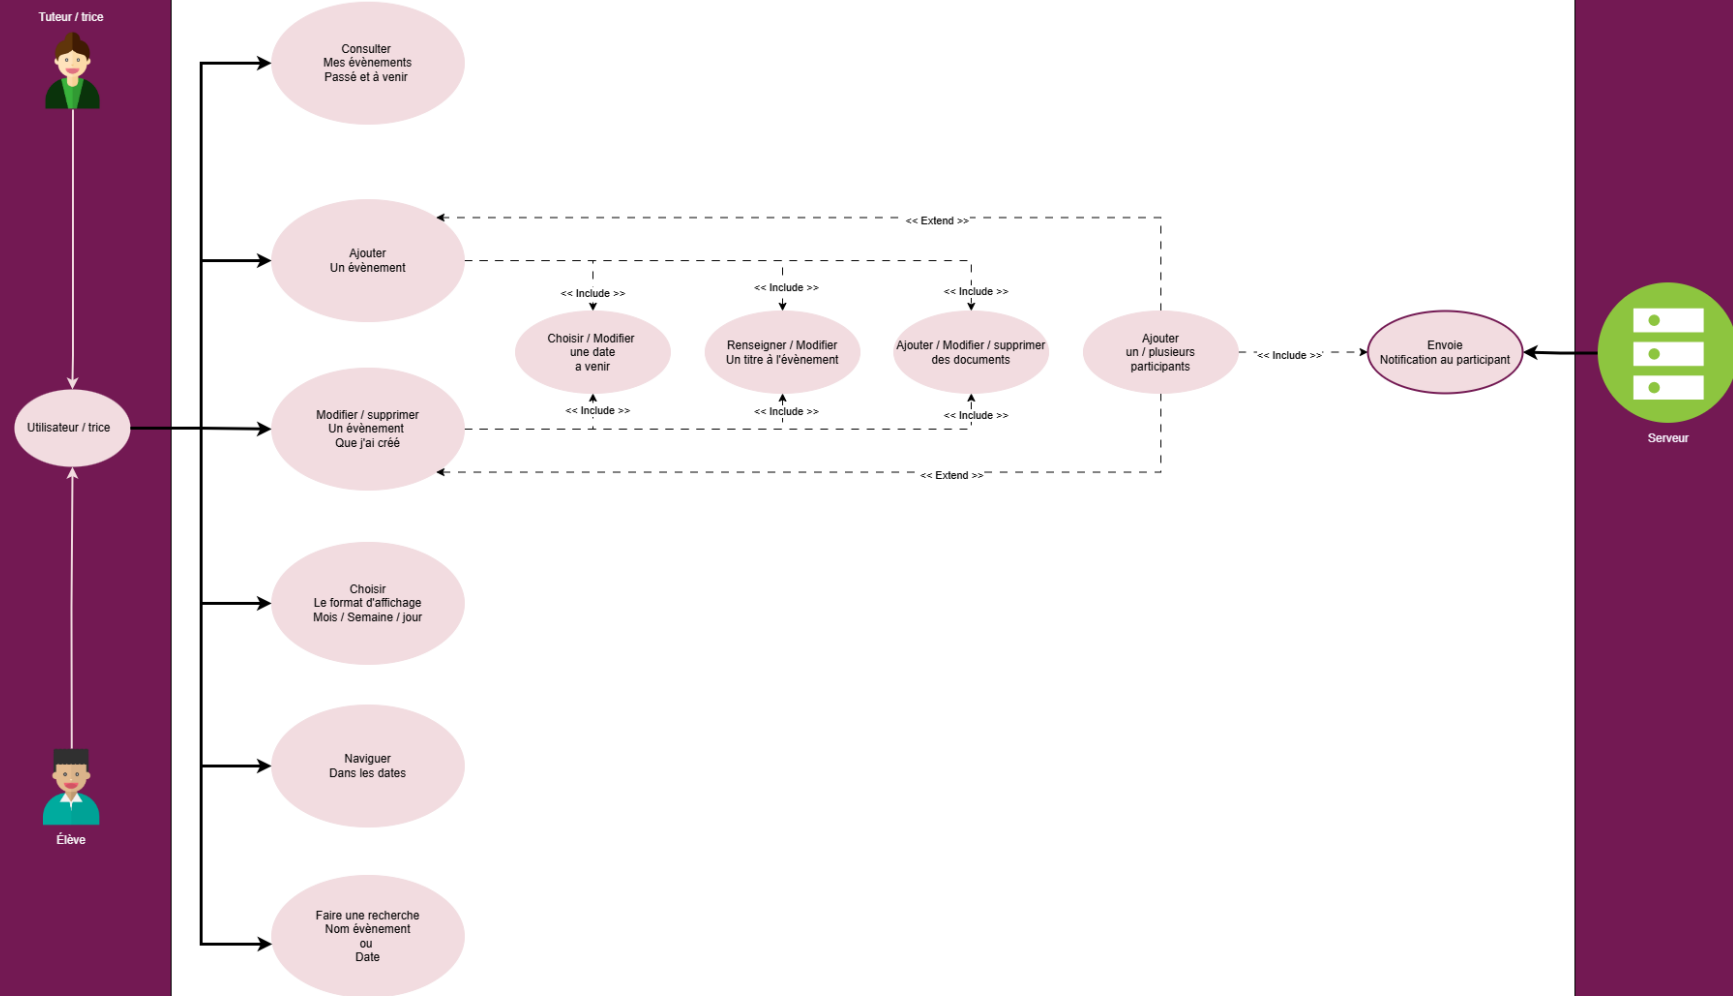 Tuteur / trice
Consulter
Mes évènements
Passé et à venir
Ajouter
Un évènement
<< Extend >>
<< Include >>
<< Include >>
<< Include >>
Choisir / Modifier
une date
a venir
Renseigner / Modifier
Un titre à l'évènement
Ajouter / Modifier / supprimer
des documents
Ajouter
un / plusieurs
participants
<< Include >>
Envoie
Notification au participant
Serveur
Utilisateur / trice
Modifier / supprimer
Un évènement
Que j'ai créé
<< Include >>
<< Include >>
<< Include >>
<< Extend >>
Choisir
Le format d'affichage
Mois / Semaine / jour
Naviguer
Dans les dates
Élève
Faire une recherche
Nom évènement
ou
Date